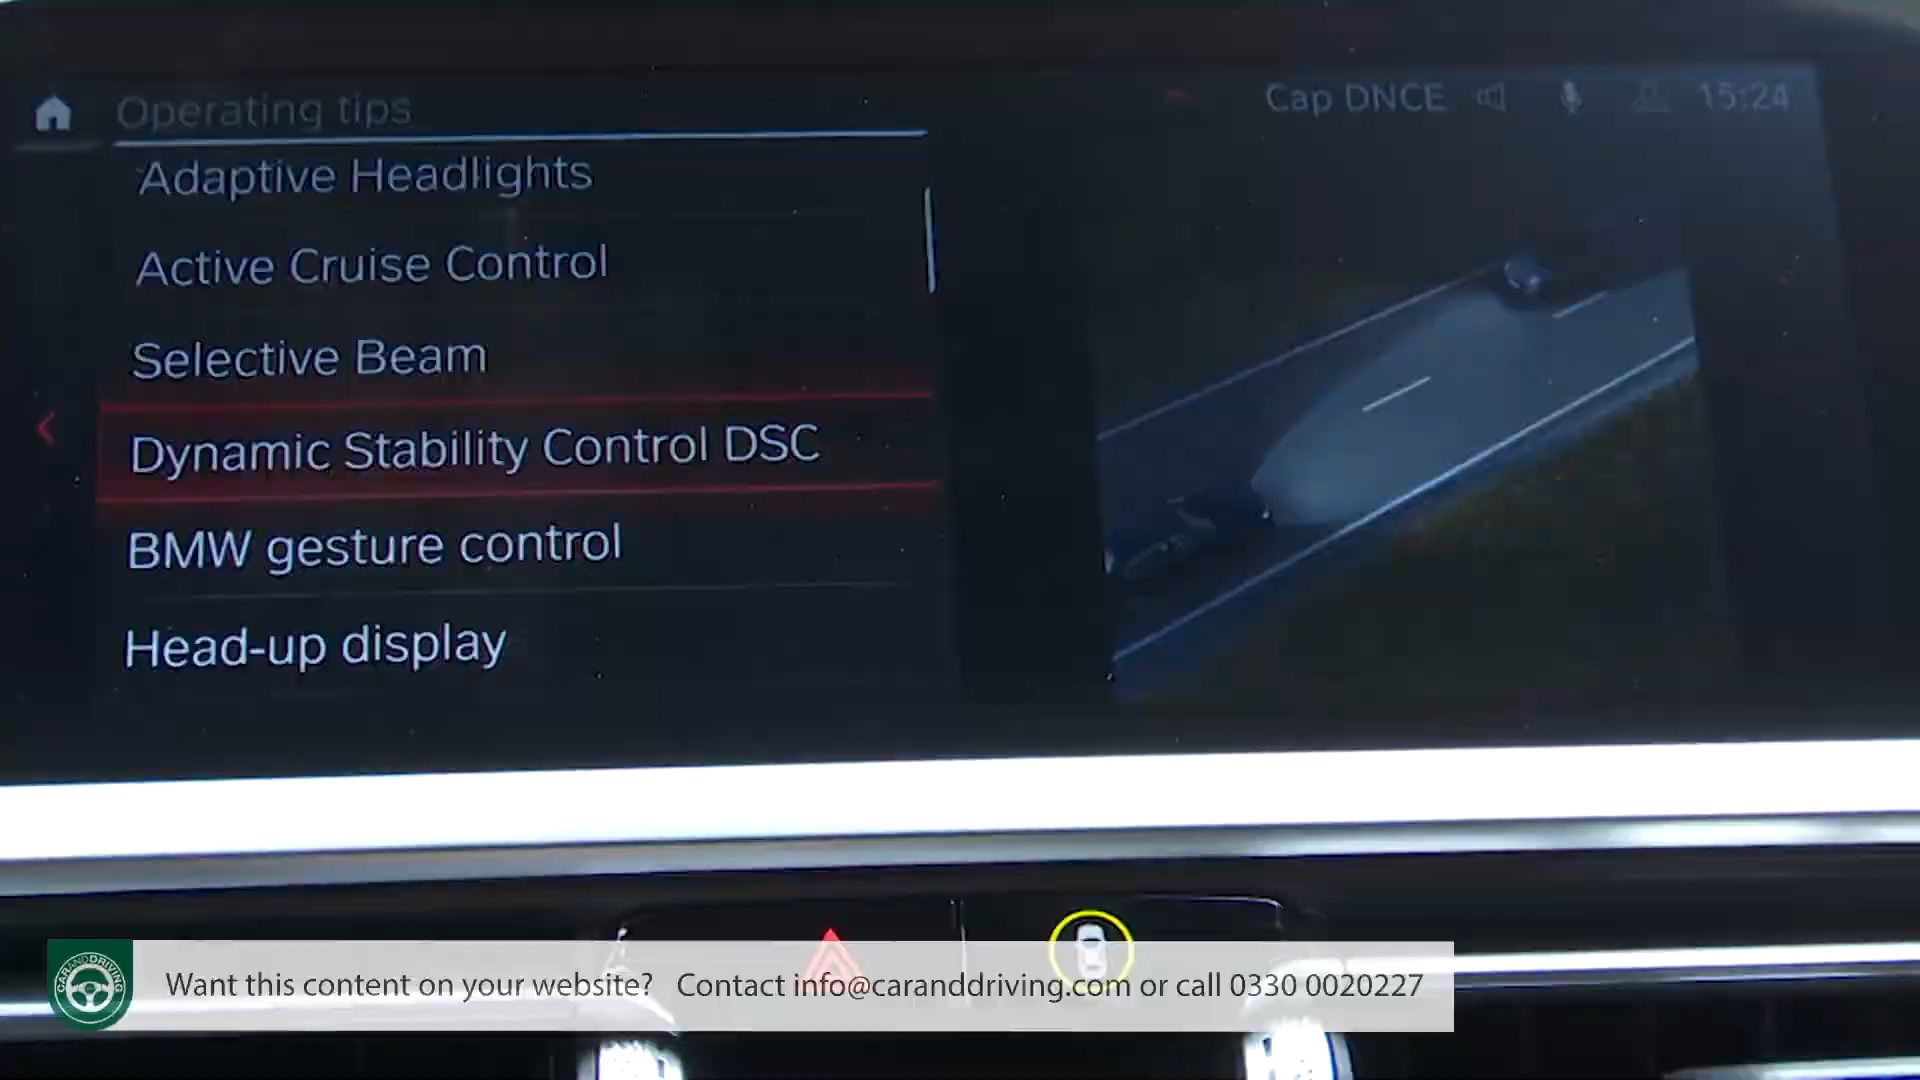 Operating tips
Cap DNCE 15:24
Adaptive Headlights
Active Cruise Control
Selective Beam
Dynamic Stability Control DSC
BMW gesture control
Head-up display
CARANDDRIVING
Want this content on your website? Contact info@caranddriving.com or call 0330 0020227